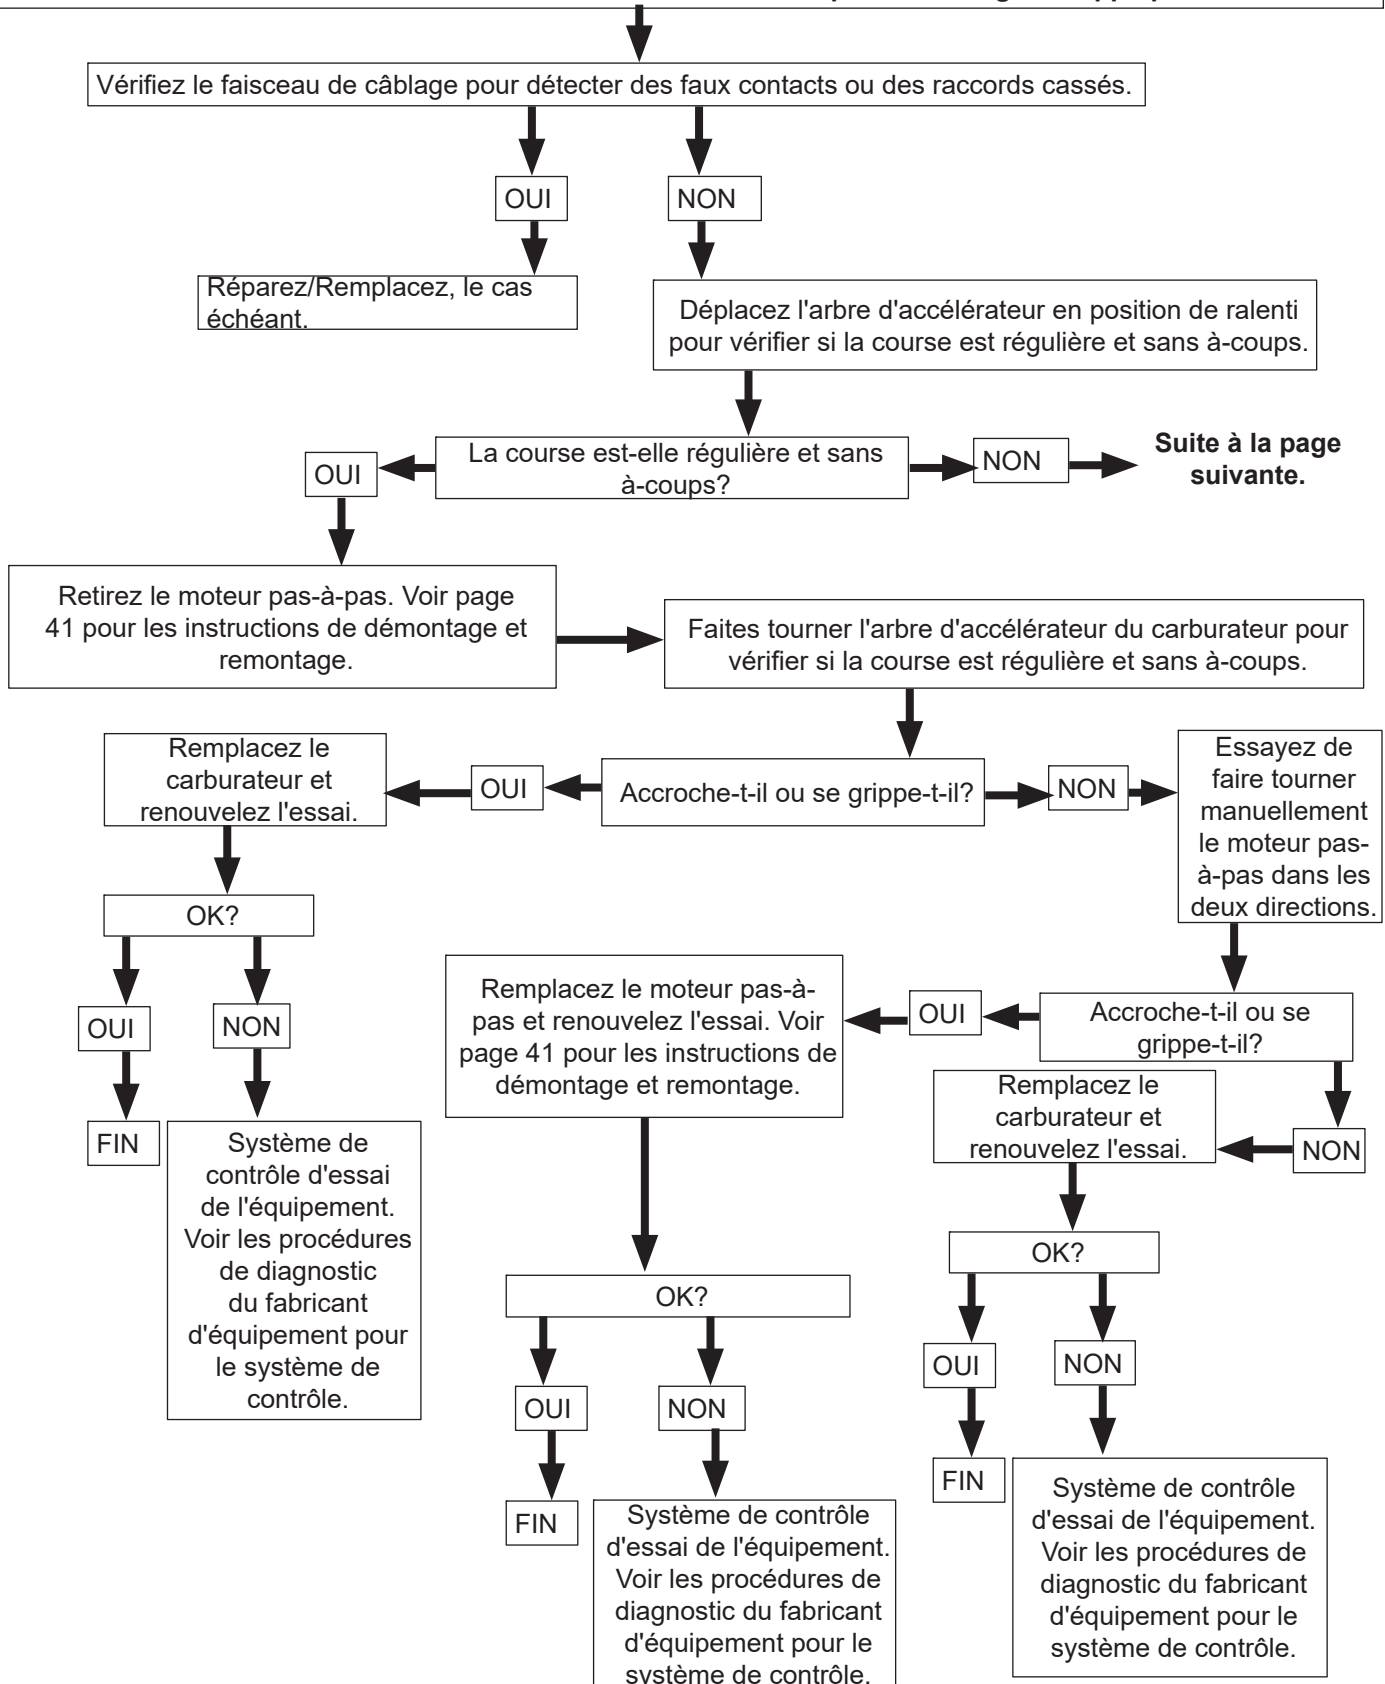 Vérifiez le faisceau de câblage pour détecter des faux contacts ou des raccords cassés.
OUI
NON
Réparez/Remplacez, le cas
échéant.
Déplacez l'arbre d'accélérateur en position de ralenti
pour vérifier si la course est régulière et sans à-coups.
OUI
La course est-elle régulière et sans
à-coups?
NON
Suite à la page
suivante.
Retirez le moteur pas-à-pas. Voir page
41 pour les instructions de démontage et
remontage.
Faites tourner l'arbre d'accélérateur du carburateur pour
vérifier si la course est régulière et sans à-coups.
Remplacez le
carburateur et
renouvelez l'essai.
OUI
Accroche-t-il ou se grippe-t-il?
NON
Essayez de
faire tourner
manuellement
le moteur pas-
à-pas dans les
deux directions.
OK?
OUI
NON
FIN
Système de
contrôle d'essai
de l'équipement.
Voir les procédures
de diagnostic
du fabricant
d'équipement pour
le système de
contrôle.
Remplacez le moteur pas-à-
pas et renouvelez l'essai. Voir
page 41 pour les instructions de
démontage et remontage.
OUI
Accroche-t-il ou se
grippe-t-il?
Remplacez le
carburateur et
renouvelez l'essai.
NON
OK?
OUI
NON
FIN
Système de contrôle
d'essai de l'équipement.
Voir les procédures de
diagnostic du fabricant
d'équipement pour le
système de contrôle.
OK?
OUI
NON
FIN
Système de contrôle
d'essai de l'équipement.
Voir les procédures de
diagnostic du fabricant
d'équipement pour le
système de contrôle.